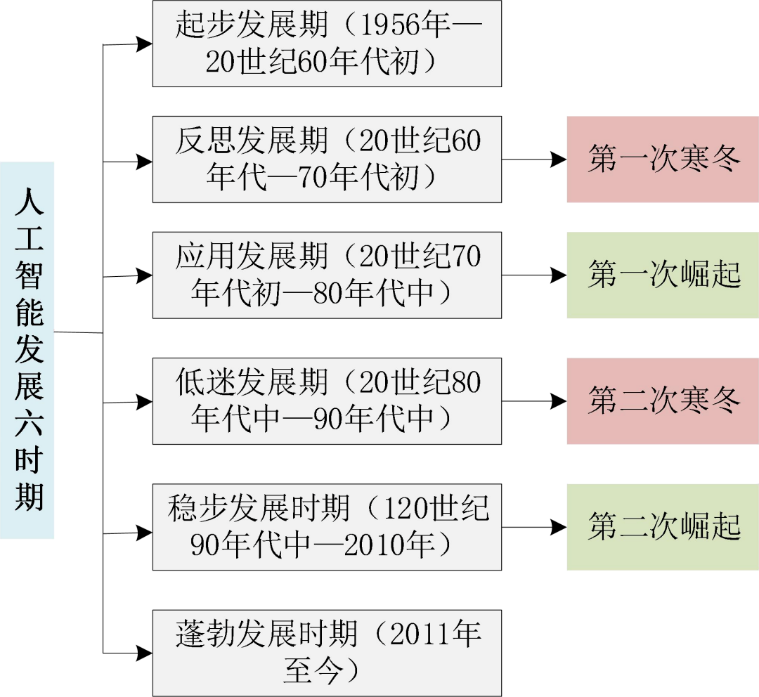 人工智能发展六时期
起步发展期（1956年—
20世纪60年代初）
反思发展期（20世纪60
年代—70年代初）
第一次寒冬
应用发展期（20世纪70
年代初—80年代中）
第一次崛起
低迷发展期（20世纪80
年代中—90年代中）
第二次寒冬
稳步发展时期（120世纪
90年代中—2010年）
第二次崛起
蓬勃发展时期（2011年
至今）